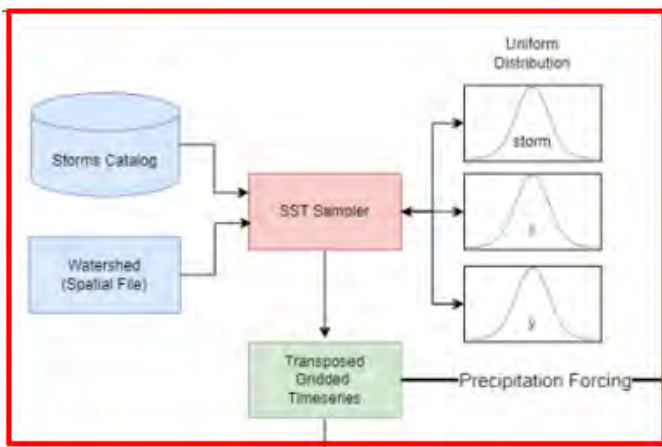 Uniform
Distribution
Storms Catalog
storm
SST Sampler
x
Watershed
(Spatial File)
y
Transposed
Gridded
Timeseries
Precipitation Forcing